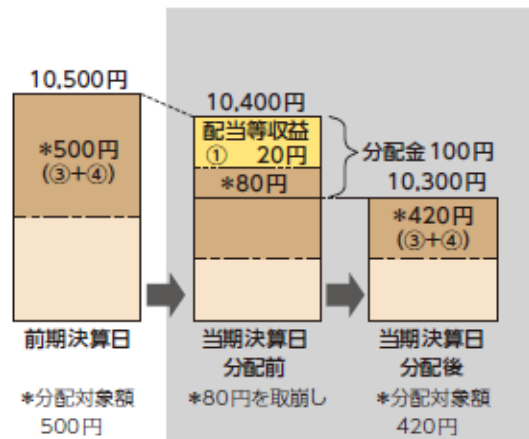 10,500円
*500円
(③+④)
前期決算日
*分配対象額
500円
10,400円
配当等収益
① 20円
*80円
分配金100円
当期決算日
分配前
*80円を取崩し
10,300円
*420円
(③+④)
当期決算日
分配後
*分配対象額
420円